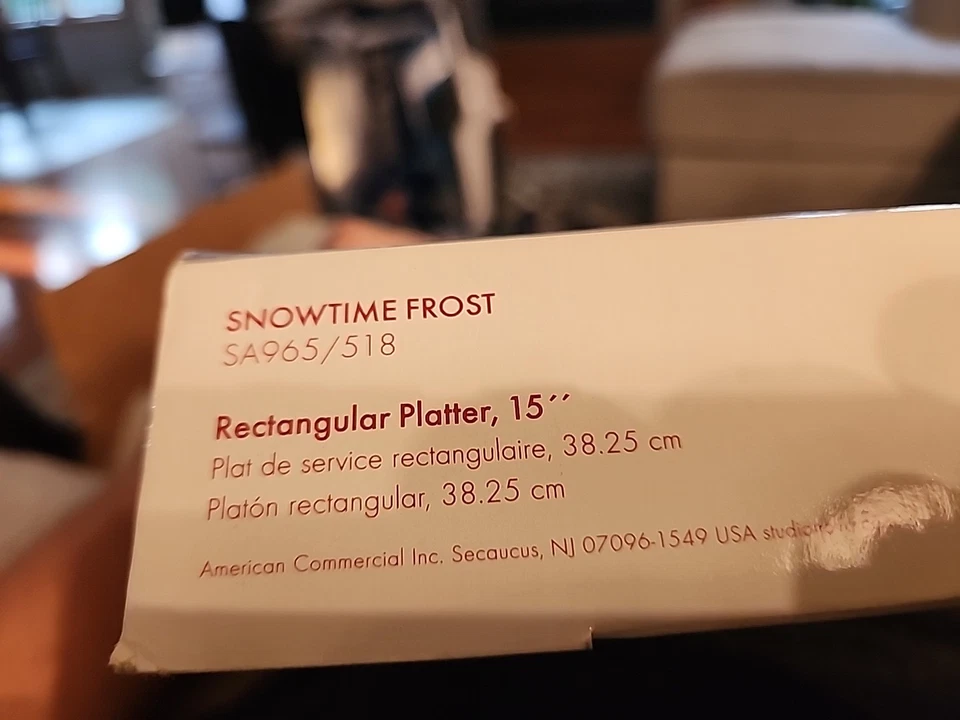 SNOWTIME FROST
SA965/518
Rectangular Platter, 15´´
Plat de service rectangulaire, 38.25 cm
Platón rectangular, 38.25 cm
American Commercial Inc. Secaucus, NJ 07096-1549 USA